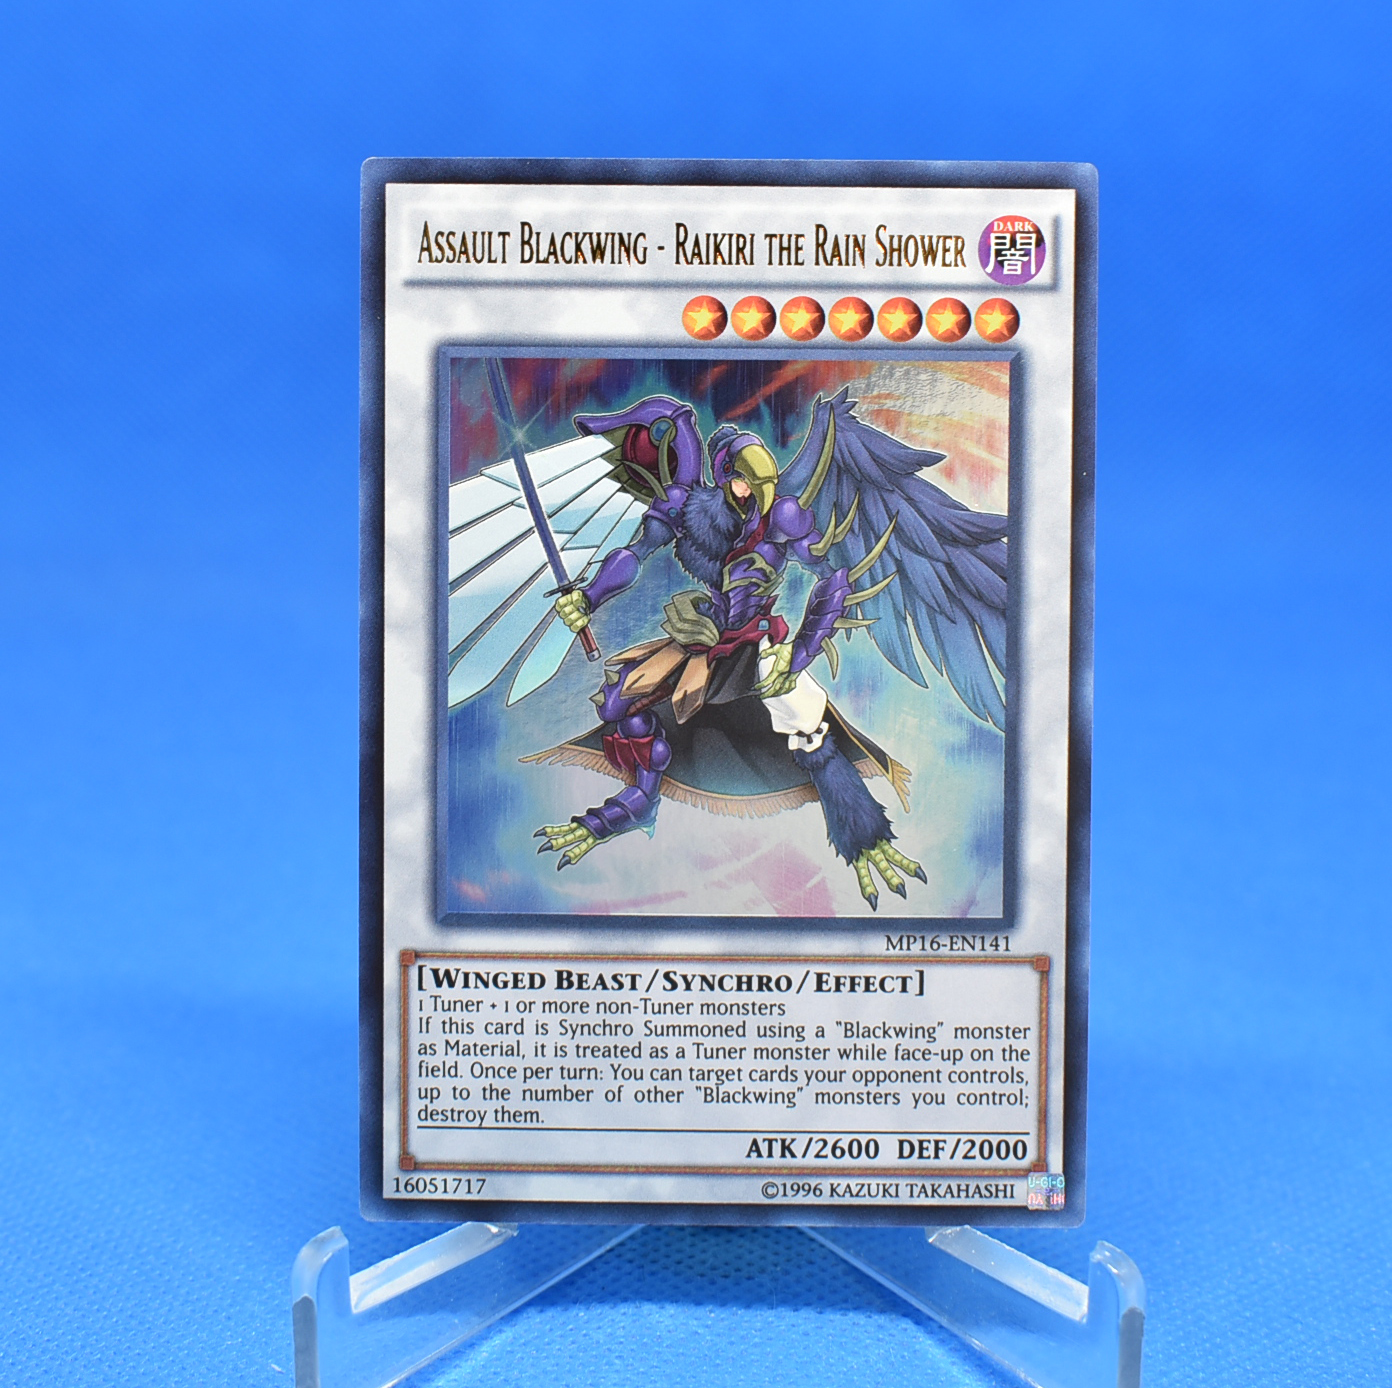 ASSAULT BLACKWING - RAIKIRI THE RAIN SHOWER
DARK
闇
MP16-EN141
[WINGED BEAST/SYNCHRO/EFFECT]
1 Tuner + 1 or more non-Tuner monsters
If this card is Synchro Summoned using a "Blackwing" monster
as Material, it is treated as a Tuner monster while face-up on the
field. Once per turn: You can target cards your opponent controls,
up to the number of other "Blackwing" monsters you control;
destroy them.
ATK/2600 DEF/2000
16051717
©1996 KAZUKI TAKAHASHI